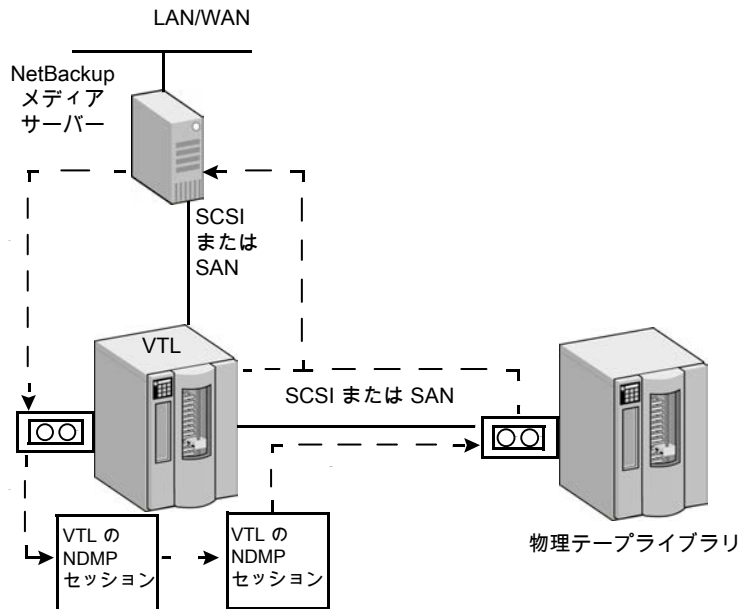 LAN/WAN
NetBackup
メディア
サーバー
SCSI
または
SAN
VTL
SCSI または SAN
VTL の
NDMP
セッション
VTL の
NDMP
セッション
物理テープライブラリ